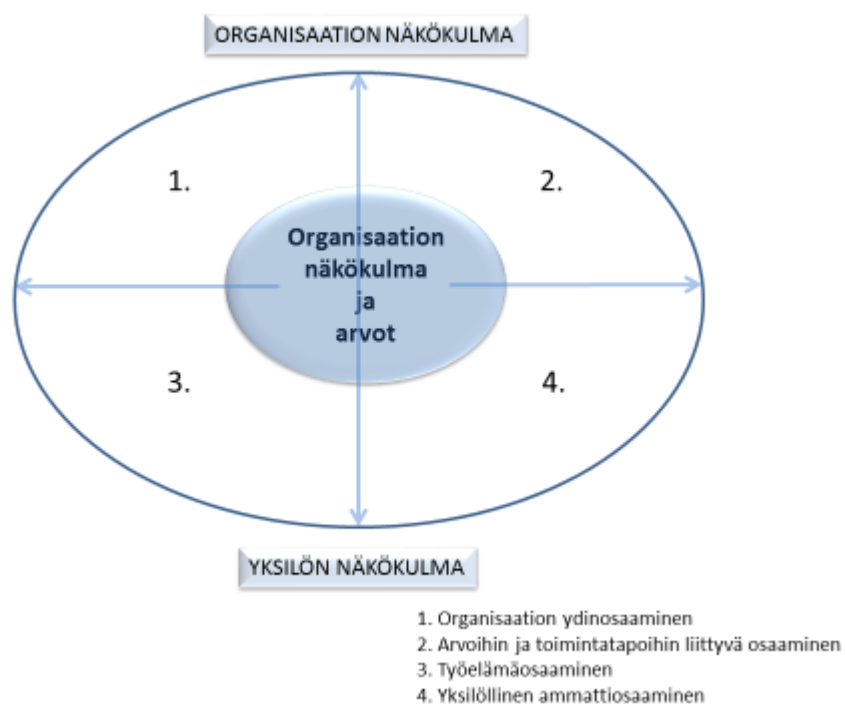 ORGANISAATION NÄKÖKULMA
1.
2.
Organisaation
näkökulma
ja
arvot
3.
4.
YKSILÖN NÄKÖKULMA
1. Organisaation ydinosaaminen
2. Arvoihin ja toimintatapoihin liittyvä osaaminen
3. Työelämäosaaminen
4. Yksilöllinen ammattiosaaminen